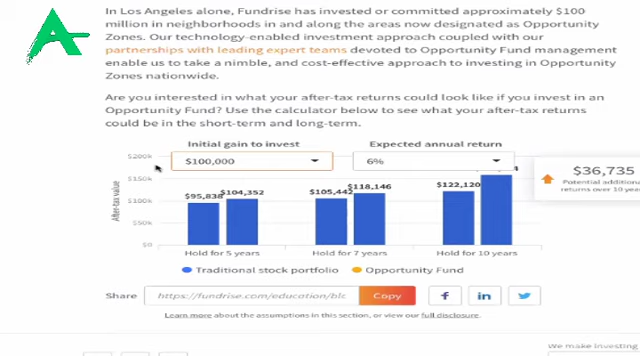 In Los Angeles alone, Fundrise has invested or committed approximately $100
million in neighborhoods in and along the areas now designated as Opportunity
Zones. Our technology-enabled investment approach coupled with our
partnerships with leading expert teams devoted to Opportunity Fund management
enable us to take a nimble, and cost-effective approach to investing in Opportunity
Zones nationwide.
Are you interested in what your after-tax returns could look like if you invest in an
Opportunity Fund? Use the calculator below to see what your after-tax returns
could be in the short-term and long-term.
Initial gain to invest Expected annual return
$100,000 6%
$200k
$150k
$100k
$50k
$0
After-tax value
$95,838 $104,352 $105,442 $118,146 $122,120
$36,735
Potential additional
returns over 10 years
Hold for 5 years Hold for 7 years Hold for 10 years
Traditional stock portfolio Opportunity Fund
Share https://fundrise.com/education/blc Copy
Learn more about the assumptions in this section, or view our full disclosure.
We make investing